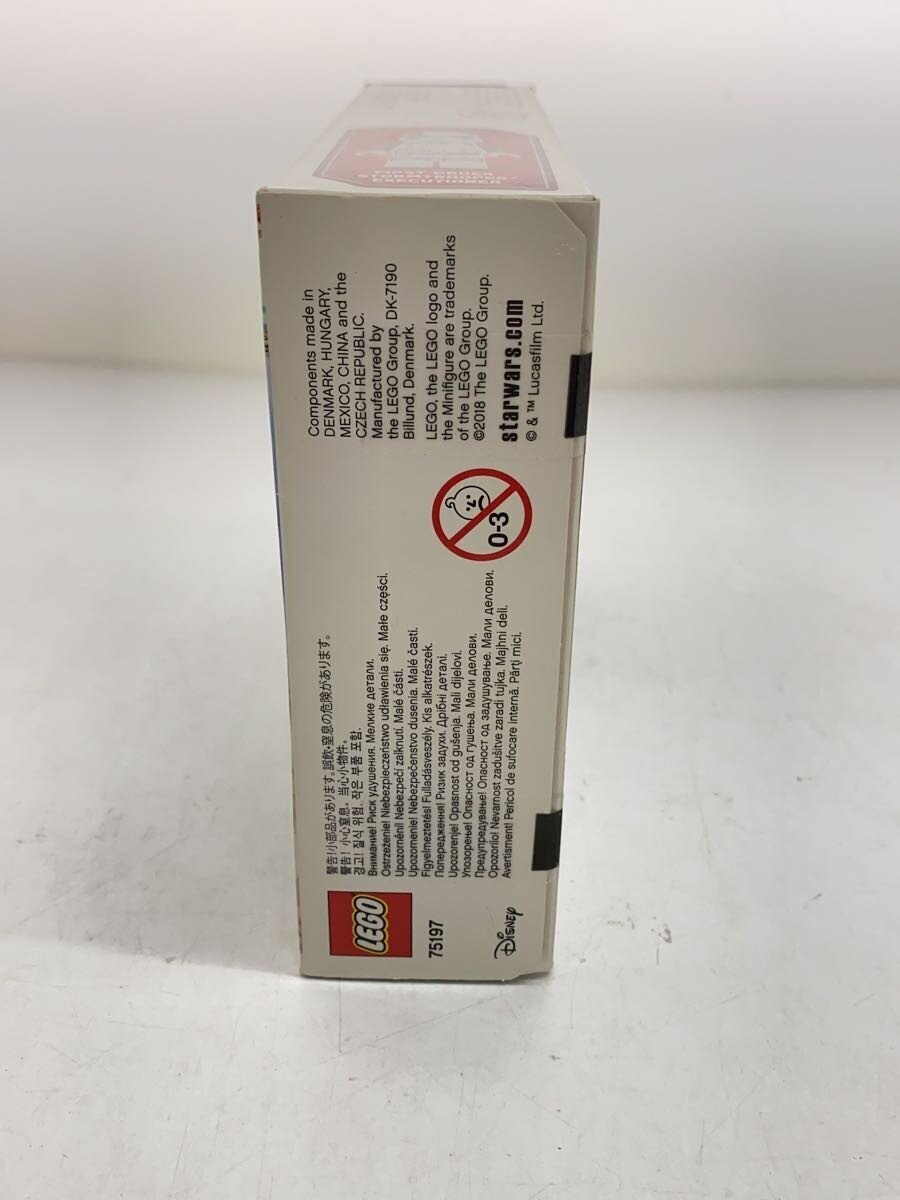 FIRST ORDER
STORMTROOPER
EXECUTIONER
Components made in
DENMARK, HUNGARY,
MEXICO, CHINA and the
CZECH REPUBLIC.
Manufactured by
the LEGO Group, DK-7190
Billund, Denmark.
LEGO, the LEGO logo and
the Minifigure are trademarks
of the LEGO Group.
©2018 The LEGO Group.
starwars.com
© & ™ Lucasfilm Ltd.
0-3
警告!小部品があります。誤飲・窒息の危険があります。
警告！小心窒息，当心小物件。
경고! 질식 위험. 작은 부품 포함.
Внимание! Риск удушения. Мелкие детали.
Ostrzeżenie! Niebezpieczeństwo udławienia się. Małe części.
Upozornění! Nebezpečí zalknutí. Malé části.
Upozornenie! Nebezpečenstvo dusenia. Malé časti.
Figyelmeztetés! Fulladásveszély. Kis alkatrészek.
Попередження! Ризик задухи. Дрібні деталі.
Upozorenje! Opasnost od gušenja. Mali dijelovi.
Упозорење! Опасност од гушења. Мали делови.
Предупредување! Опасност од задушување. Мали делови.
Opozorilo! Nevarnost zadušitve zaradi tujka. Majhni deli.
Avertisment! Pericol de sufocare internă. Părți mici.
LEGO
75197
Disney